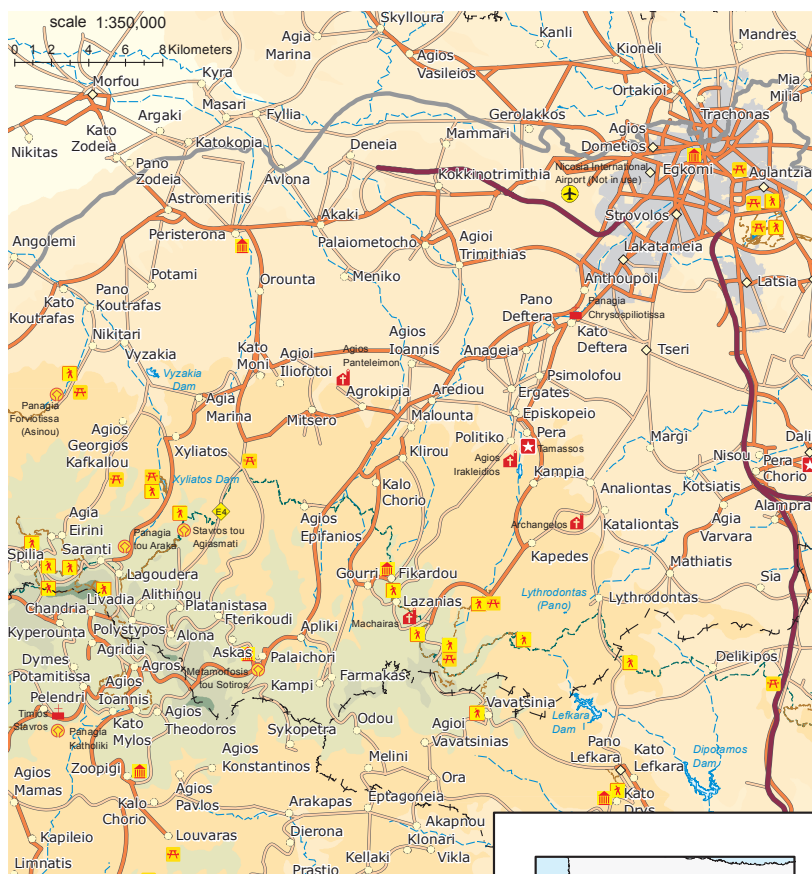 scale 1:350,000
0 1 2 4 6 8 Kilometers
Skylloura
Agia
Marina
Kanli
Mandres
Agios
Vasileios
Kioneli
Morfou
Kyra
Mia
Milia
Masari
Ortakioi
Argaki
Fyllia
Gerolakkos
Trachonas
Kato
Zodeia
Katokopia
Mammari
Agios
Dometios
Nikitas
Deneia
Pano
Zodeia
Avlona
Kokkinotrimithia
Nicosia International
Airport (Not in use)
Egkomi
Aglantzia
Astromeritis
Akaki
Strovolos
Peristerona
Palaiometocho
Agioi
Trimithias
Lakatameia
Angolemi
Potami
Orounta
Meniko
Anthoupoli
Latsia
Kato
Koutrafas
Pano
Koutrafas
Pano
Deftera
Panagia
Chrysospiliotissa
Nikitari
Kato
Deftera
Agios
Ioannis
Vyzakia
Kato
Moni
Agioi
Iliofotoi
Agios
Panteleimon
Anageia
Tseri
Vyzakia
Dam
Psimolofou
Panagia
Forviotissa
(Asinou)
Agia
Marina
Agrokipia
Arediou
Ergates
Mitsero
Malounta
Episkopeio
Agios
Georgios
Kafkallou
Xyliatos
Klirou
Politiko
Pera
Tamassos
Margi
Dali
Agios
Irakleidios
Nisou
Pera
Chorio
Xyliatos Dam
Kalo
Chorio
Kampia
Analiontas
Kotsiatis
Agia
Eirini
E4
Agios
Epifanios
Archangelos
Kataliontas
Agia
Varvara
Alampra
Spilia
Saranti
Panagia
tou Araka
Stavros tou
Agiasmati
Kapedes
Lagoudera
Gourri
Fikardou
Mathiatis
Livadia
Alithinou
Lythrodontas
(Pano)
Lythrodontas
Sia
Chandria
Platanistasa
Lazanias
Kyperounta
Polystypos
Alona
Fterikoudi
Machairas
Agridia
Askas
Apliki
Dymes
Agros
Palaichori
Delikipos
Potamitissa
Metamorfosis
tou Sotiros
Farmakas
Pelendri
Agios
Ioannis
Kampi
Timios
Stavros
Vavatsinia
Kato
Mylos
Agios
Theodoros
Odou
Agioi
Vavatsinias
Lefkara
Dam
Panagia
Katholiki
Sykopetra
Zoopigi
Agios
Konstantinos
Melini
Pano
Lefkara
Kato
Lefkara
Dipotamos
Dam
Agios
Mamas
Ora
Kalo
Chorio
Agios
Pavlos
Arakapas
Eptagoneia
Kato
Drys
Kapileio
Louvaras
Dierona
Akapnou
Klonari
Limnatis
Prastio
Kellaki
Vikla